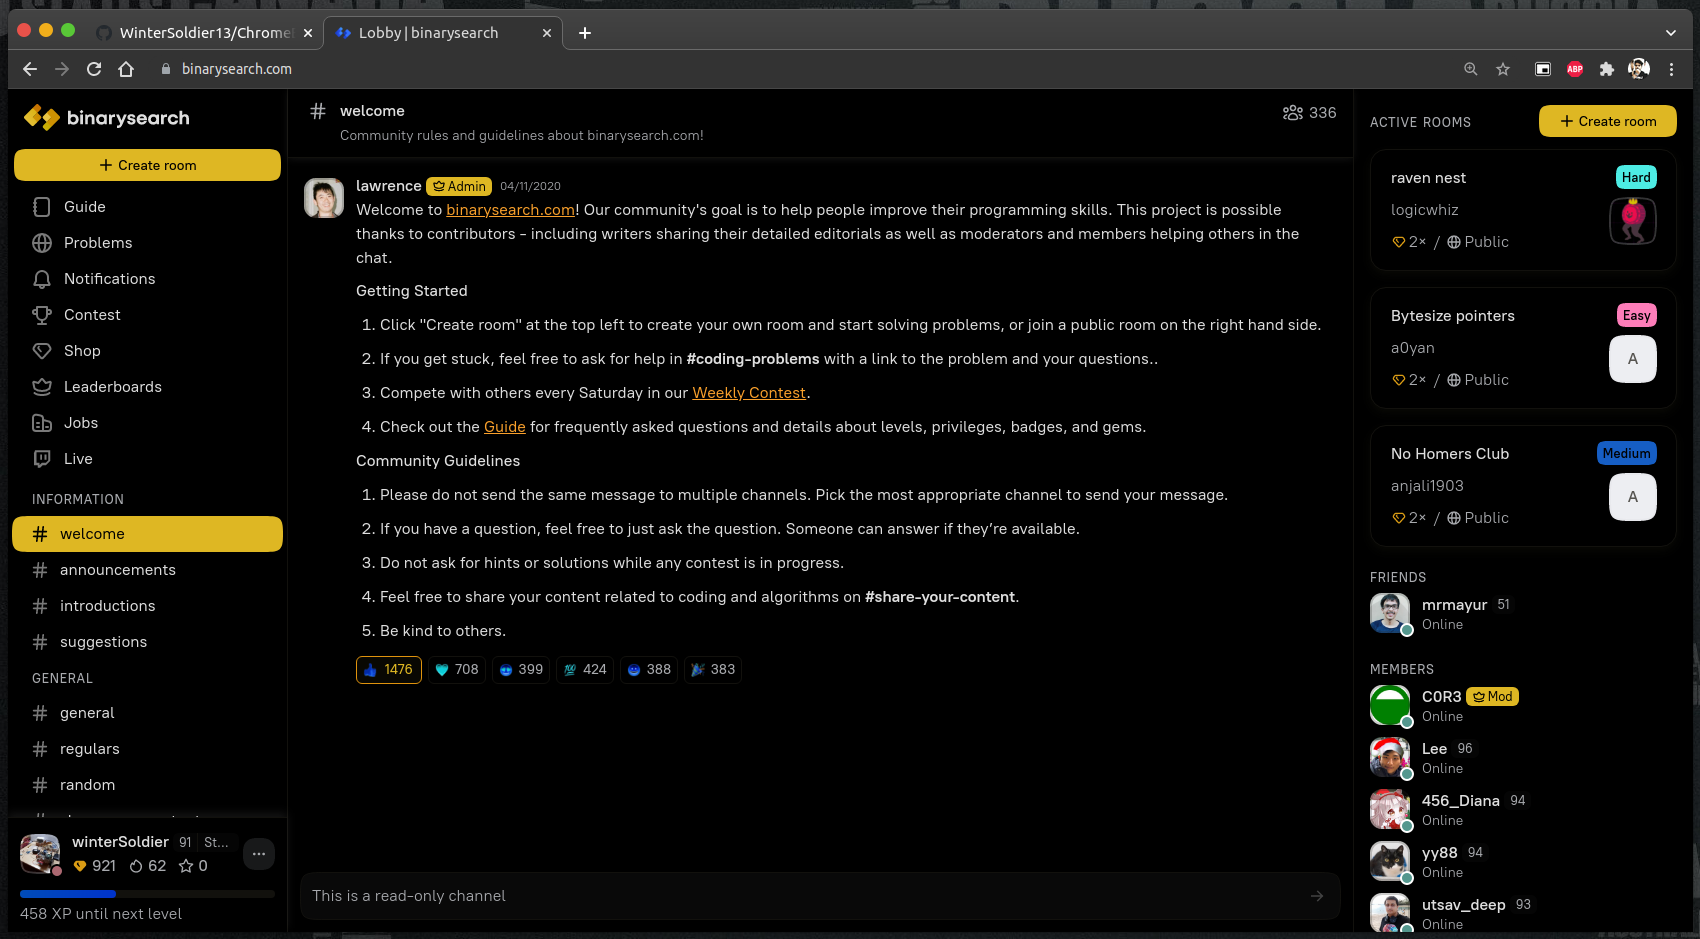 WinterSoldier13/Chromel
Lobby | binarysearch
binarysearch.com
ABP
binarysearch
+ Create room
Guide
Problems
Notifications
Contest
Shop
Leaderboards
Jobs
Live
INFORMATION
# welcome
# announcements
# introductions
# suggestions
GENERAL
# general
# regulars
# random
winterSoldier 91 St...
921 62 0
458 XP until next level
# welcome
Community rules and guidelines about binarysearch.com!
336
lawrence Admin 04/11/2020
Welcome to binarysearch.com! Our community's goal is to help people improve their programming skills. This project is possible
thanks to contributors - including writers sharing their detailed editorials as well as moderators and members helping others in the
chat.
Getting Started
1. Click "Create room" at the top left to create your own room and start solving problems, or join a public room on the right hand side.
2. If you get stuck, feel free to ask for help in #coding-problems with a link to the problem and your questions..
3. Compete with others every Saturday in our Weekly Contest.
4. Check out the Guide for frequently asked questions and details about levels, privileges, badges, and gems.
Community Guidelines
1. Please do not send the same message to multiple channels. Pick the most appropriate channel to send your message.
2. If you have a question, feel free to just ask the question. Someone can answer if they’re available.
3. Do not ask for hints or solutions while any contest is in progress.
4. Feel free to share your content related to coding and algorithms on #share-your-content.
5. Be kind to others.
1476 708 399 424 388 383
This is a read-only channel
ACTIVE ROOMS
+ Create room
raven nest Hard
logicwhiz
2× / Public
Bytesize pointers Easy
a0yan
A
2× / Public
No Homers Club Medium
anjali1903
A
2× / Public
FRIENDS
mrmayur 51
Online
MEMBERS
C0R3 Mod
Online
Lee 96
Online
456_Diana 94
Online
yy88 94
Online
utsav_deep 93
Online